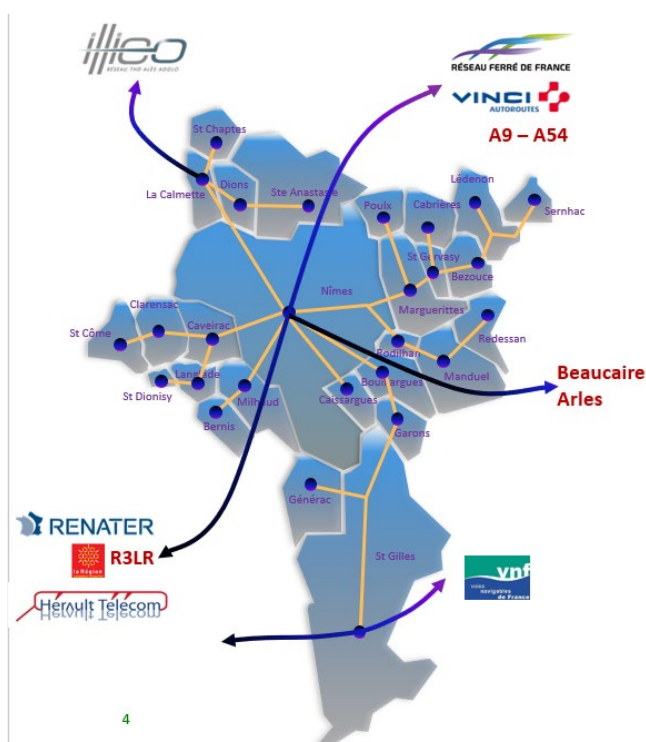 illico
RÉSEAU THD ALÈS AGGLO
RÉSEAU FERRÉ DE FRANCE
VINCI
AUTOROUTES
A9 – A54
St Chaptes
La Calmette
Dions
Ste Anastasie
Poulx
Cabrières
Lédenon
Sernhac
St Gervasy
Bezouce
Nîmes
Marguerittes
Clarensac
St Côme
Caveirac
Rodilhan
Redessan
Manduel
Langlade
St Dionisy
Milhaud
Bernis
Caissargues
Bouillargues
Beaucaire
Arles
Garons
Générac
RENATER
la Région
R3LR
Hérault Télécom
St Gilles
vnf
voies
navigables
de France
4